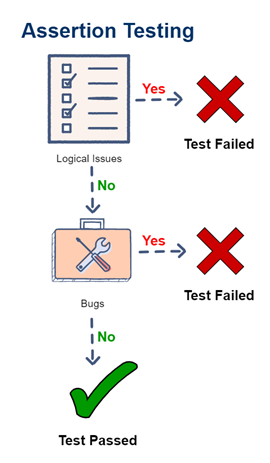 Assertion Testing
Yes
Test Failed
Logical Issues
No
Yes
Test Failed
Bugs
No
Test Passed